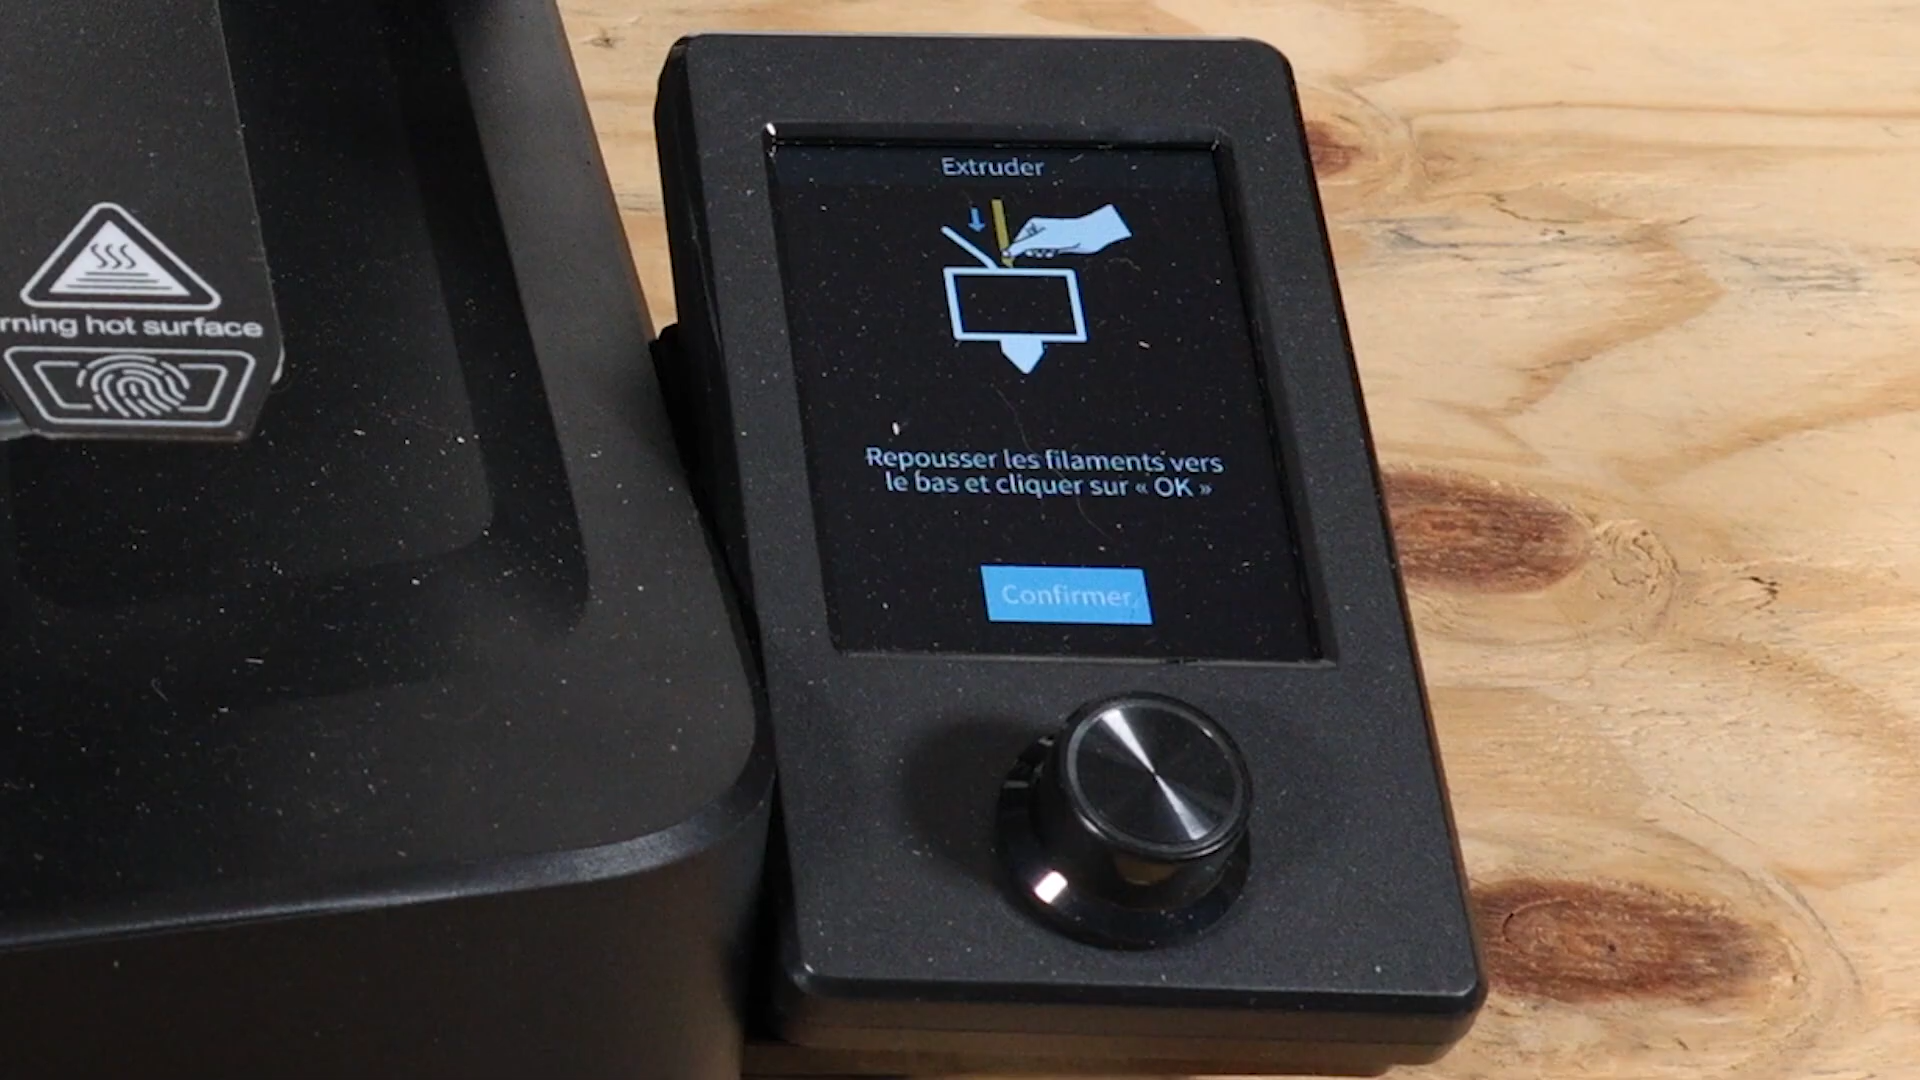 Extruder
Repousser les filaments vers
le bas et cliquer sur « OK »
Confirmer
rning hot surface